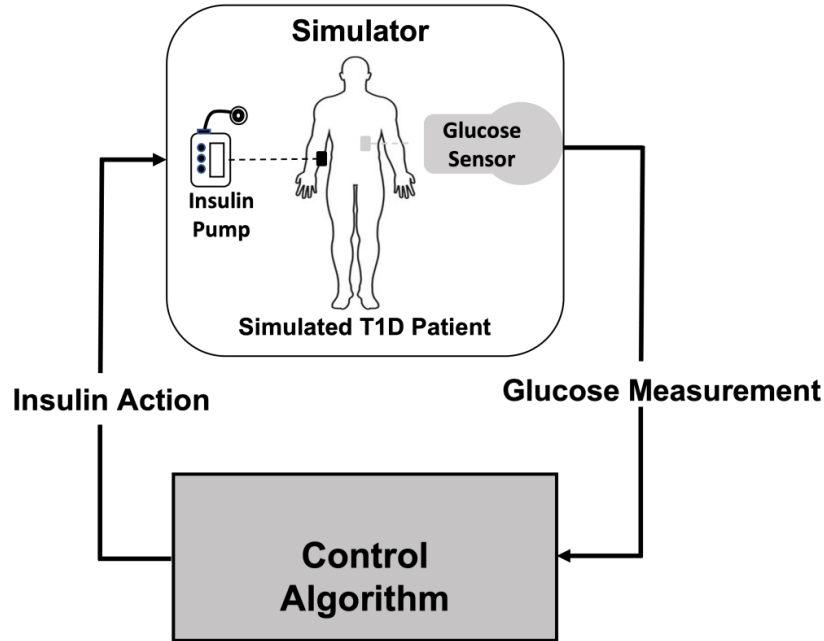 Simulator
Glucose
Sensor
Insulin
Pump
Simulated T1D Patient
Insulin Action
Glucose Measurement
Control
Algorithm